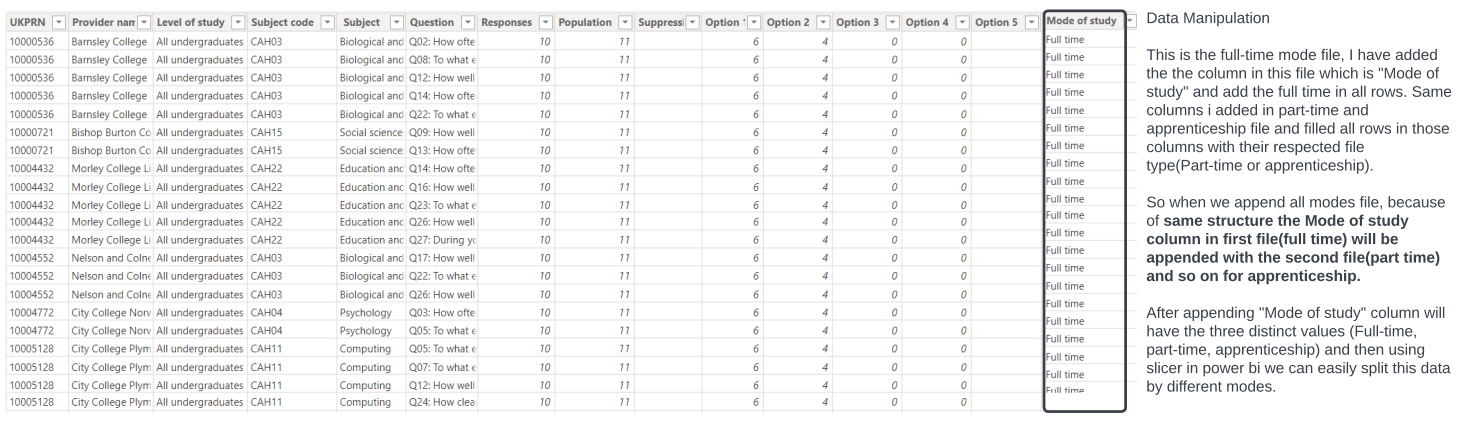 UKPRN Provider nam Level of study Subject code Subject Question Responses Population Suppressi Option 1 Option 2 Option 3 Option 4 Option 5 Mode of study
10000536 Barnsley College All undergraduates CAH03 Biological and Q02: How ofte 10 11 6 4 0 0 Full time
10000536 Barnsley College All undergraduates CAH03 Biological and Q08: To what e 10 11 6 4 0 0 Full time
10000536 Barnsley College All undergraduates CAH03 Biological and Q12: How well 10 11 6 4 0 0 Full time
10000536 Barnsley College All undergraduates CAH03 Biological and Q14: How ofte 10 11 6 4 0 0 Full time
10000536 Barnsley College All undergraduates CAH03 Biological and Q22: To what e 10 11 6 4 0 0 Full time
10000721 Bishop Burton Co All undergraduates CAH15 Social science Q09: How well 10 11 6 4 0 0 Full time
10000721 Bishop Burton Co All undergraduates CAH15 Social science Q13: How ofte 10 11 6 4 0 0 Full time
10004432 Morley College Li All undergraduates CAH22 Education anc Q14: How ofte 10 11 6 4 0 0 Full time
10004432 Morley College Li All undergraduates CAH22 Education anc Q16: How well 10 11 6 4 0 0 Full time
10004432 Morley College Li All undergraduates CAH22 Education anc Q23: To what e 10 11 6 4 0 0 Full time
10004432 Morley College Li All undergraduates CAH22 Education anc Q26: How well 10 11 6 4 0 0 Full time
10004432 Morley College Li All undergraduates CAH22 Education anc Q27: During yo 10 11 6 4 0 0 Full time
10004552 Nelson and Colne All undergraduates CAH03 Biological and Q17: How well 10 11 6 4 0 0 Full time
10004552 Nelson and Colne All undergraduates CAH03 Biological and Q22: To what e 10 11 6 4 0 0 Full time
10004552 Nelson and Colne All undergraduates CAH03 Biological and Q26: How well 10 11 6 4 0 0 Full time
10004772 City College Norw All undergraduates CAH04 Psychology Q03: How ofte 10 11 6 4 0 0 Full time
10004772 City College Norw All undergraduates CAH04 Psychology Q05: To what e 10 11 6 4 0 0 Full time
10005128 City College Plym All undergraduates CAH11 Computing Q05: To what e 10 11 6 4 0 0 Full time
10005128 City College Plym All undergraduates CAH11 Computing Q07: To what e 10 11 6 4 0 0 Full time
10005128 City College Plym All undergraduates CAH11 Computing Q12: How well 10 11 6 4 0 0 Full time
10005128 City College Plym All undergraduates CAH11 Computing Q24: How clea 10 11 6 4 0 0 Full time
Data Manipulation
This is the full-time mode file, I have added
the the column in this file which is "Mode of
study" and add the full time in all rows. Same
columns i added in part-time and
apprenticeship file and filled all rows in those
columns with their respected file
type(Part-time or apprenticeship).
So when we append all modes file, because
of same structure the Mode of study
column in first file(full time) will be
appended with the second file(part time)
and so on for apprenticeship.
After appending "Mode of study" column will
have the three distinct values (Full-time,
part-time, apprenticeship) and then using
slicer in power bi we can easily split this data
by different modes.